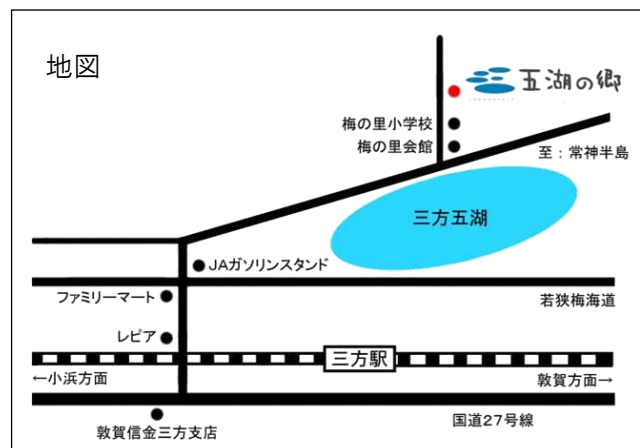 地図
五湖の郷
梅の里小学校
梅の里会館
至：常神半島
三方五湖
JAガソリンスタンド
ファミリーマート
若狭梅海道
レピア
三方駅
←小浜方面
敦賀方面→
国道27号線
敦賀信金三方支店